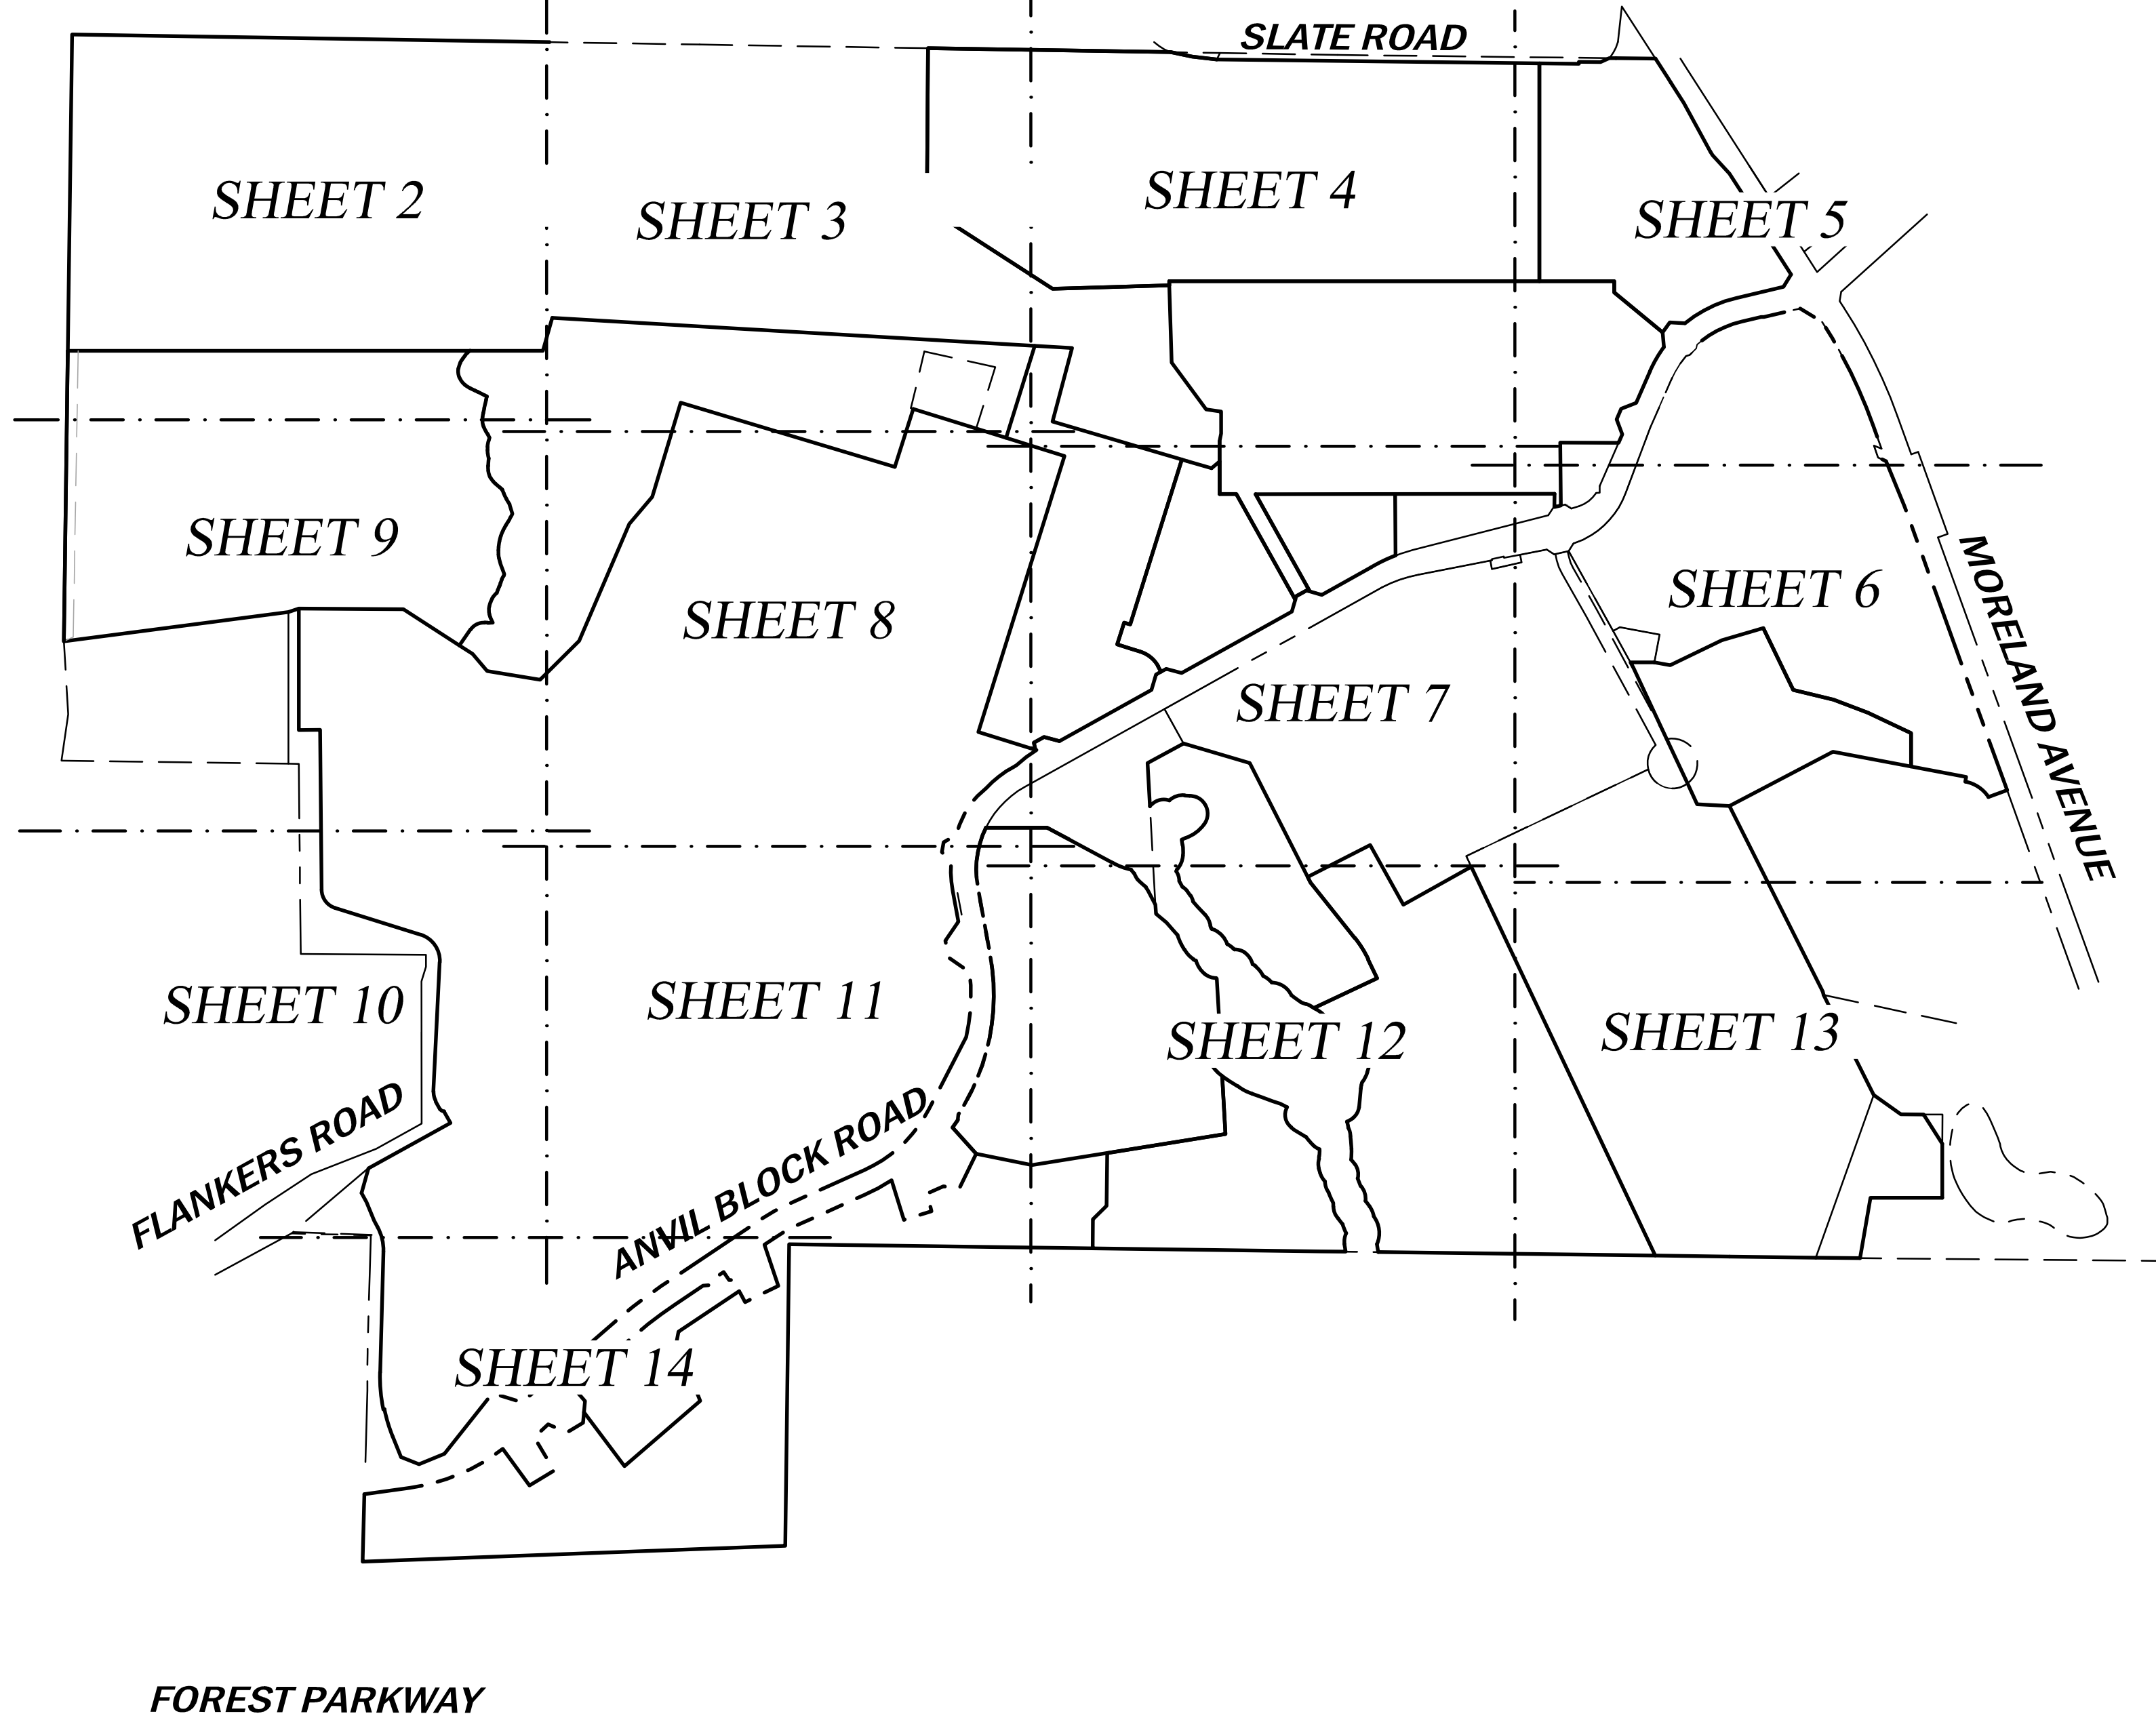 SLATE ROAD
SHEET 2
SHEET 3
SHEET 4
SHEET 5
SHEET 9
SHEET 8
SHEET 7
SHEET 6
MORELAND AVENUE
SHEET 10
SHEET 11
SHEET 12
SHEET 13
FLANKERS ROAD
ANVIL BLOCK ROAD
SHEET 14
FOREST PARKWAY